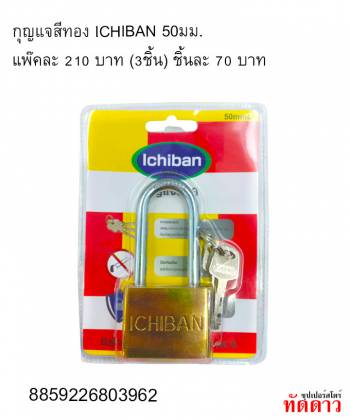 กุญแจสีทอง ICHIBAN 50มม.
แพ๊คละ 210 บาท (3ชิ้น) ชิ้นละ 70 บาท
50mm.
Ichiban
ICHIBAN
8859226803962
ซุปเปอร์สโตร์
ทัดดาว